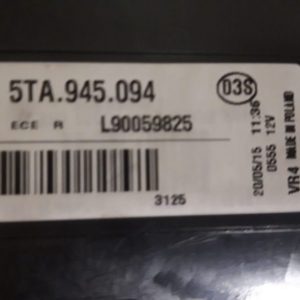 5TA.945.094
D3S
ECE R L90059825
3125
20/05/15 11:36
0555 12V
VR4 MADE IN POLAND